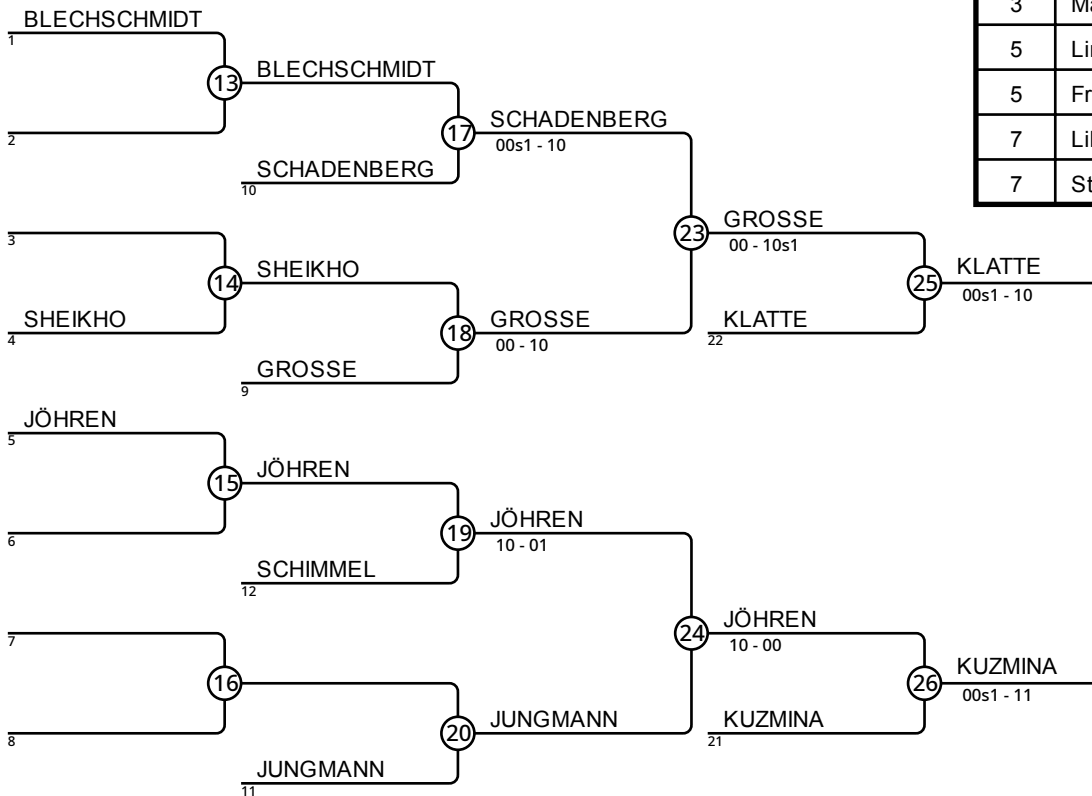 BLECHSCHMIDT
1
13
BLECHSCHMIDT
2
17
SCHADENBERG
00s1 - 10
SCHADENBERG
10
3
14
SHEIKHO
SHEIKHO
4
18
GROSSE
00 - 10
GROSSE
9
23
GROSSE
00 - 10s1
KLATTE
22
25
KLATTE
00s1 - 10
JÖHREN
5
15
JÖHREN
6
19
JÖHREN
10 - 01
SCHIMMEL
12
7
16
8
20
JUNGMANN
JUNGMANN
11
24
JÖHREN
10 - 00
KUZMINA
21
26
KUZMINA
00s1 - 11
3
5
5
7
7